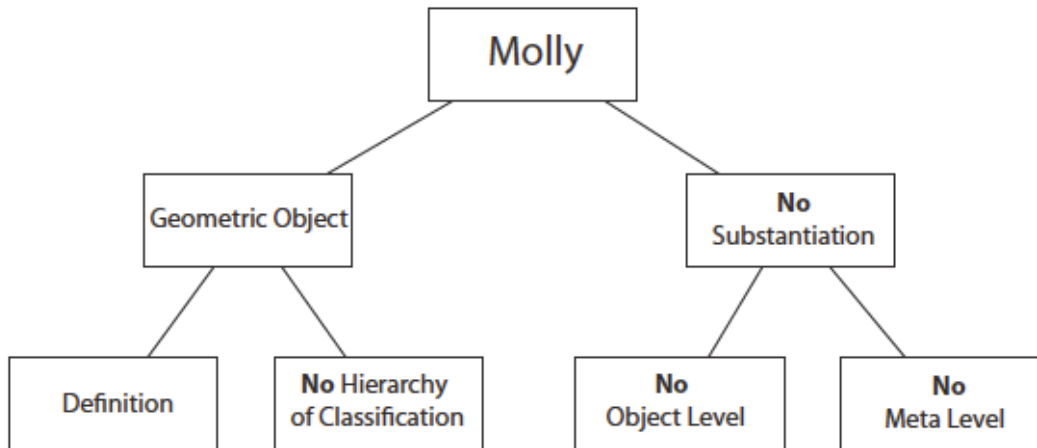 Molly
Geometric Object
No
Substantiation
Definition
No Hierarchy
of Classification
No
Object Level
No
Meta Level